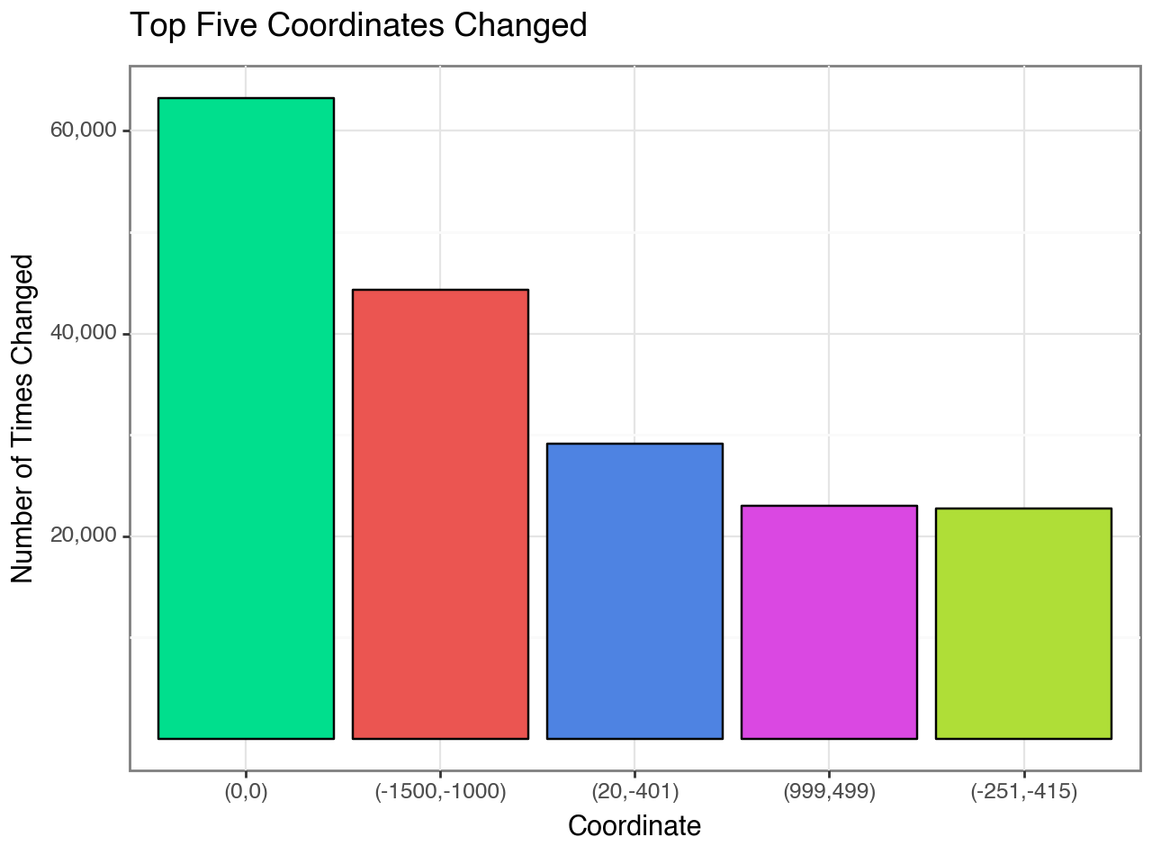 Top Five Coordinates Changed
Number of Times Changed
60,000
40,000
20,000
(0,0)
(-1500,-1000)
(20,-401)
(999,499)
(-251,-415)
Coordinate